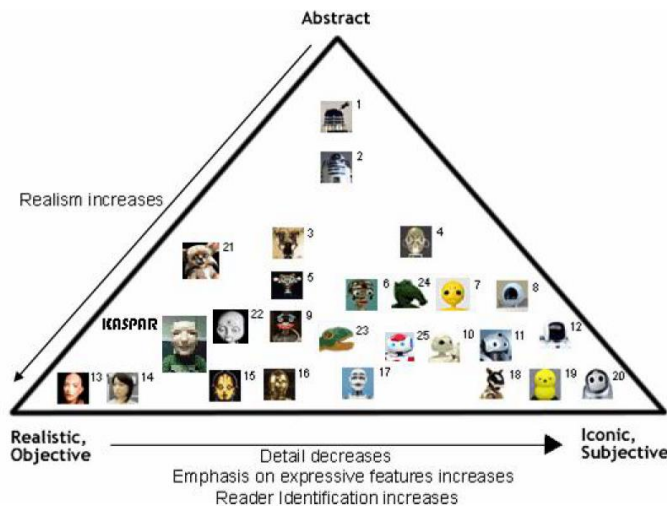 Abstract
1
2
Realism increases
21
3
4
5
6
24
7
8
KASPAR
22
9
23
25
10
11
12
13
14
15
16
17
18
19
20
Realistic,
Objective
Iconic,
Subjective
Detail decreases
Emphasis on expressive features increases
Reader Identification increases